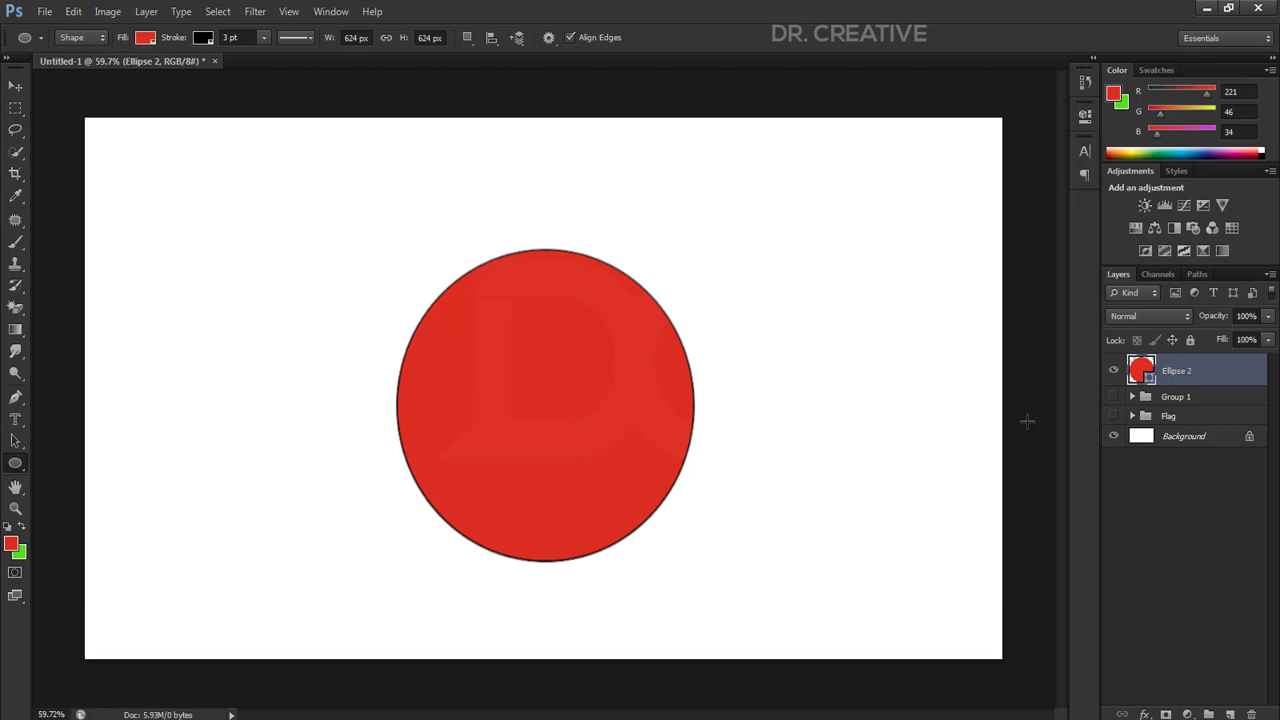 Ps File Edit Image Layer Type Select Filter View Window Help
Shape Fill: Stroke: 3 pt W: 624 px H: 624 px Align Edges
DR. CREATIVE
Essentials
Untitled-1 @ 59.7% (Ellipse 2, RGB/8#) * ×
Color Swatches
R 221
G 46
B 34
Adjustments Styles
Add an adjustment
Layers Channels Paths
Kind
Normal Opacity: 100%
Lock: Fill: 100%
Ellipse 2
Group 1
Flag
Background
59.72% Doc: 5.93M/0 bytes